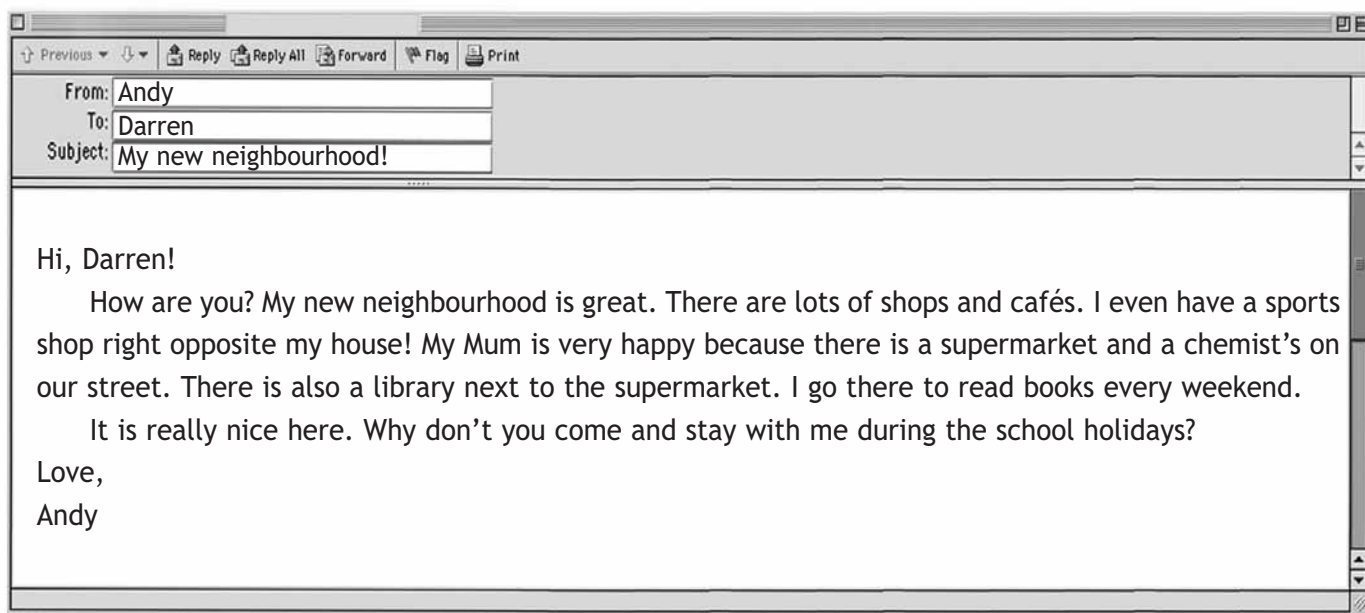 Previous Reply Reply All Forward Flag Print
From: Andy
To: Darren
Subject: My new neighbourhood!
Hi, Darren!
How are you? My new neighbourhood is great. There are lots of shops and cafés. I even have a sports
shop right opposite my house! My Mum is very happy because there is a supermarket and a chemist’s on
our street. There is also a library next to the supermarket. I go there to read books every weekend.
It is really nice here. Why don’t you come and stay with me during the school holidays?
Love,
Andy